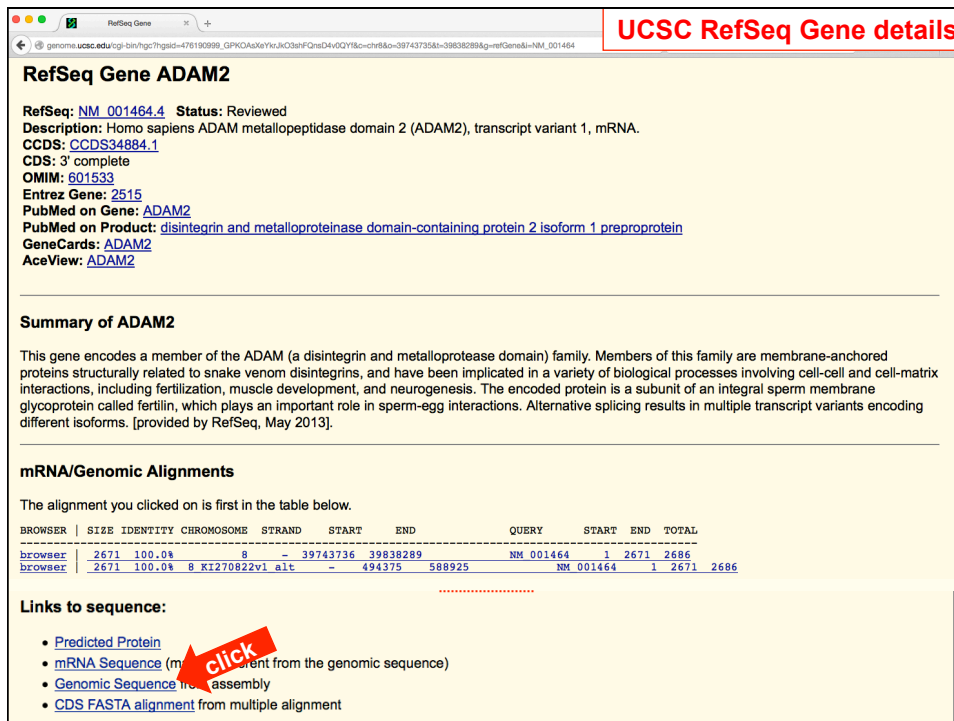 RefSeq Gene
genome.ucsc.edu/cgi-bin/hgc?hgsid=476190999_GPKOAsXeYkrJkO3shFQnsD4v0QYf&c=chr8&o=39743735&t=39838289&g=refGene&i=NM_001464
UCSC RefSeq Gene details
RefSeq Gene ADAM2
RefSeq: NM_001464.4 Status: Reviewed
Description: Homo sapiens ADAM metallopeptidase domain 2 (ADAM2), transcript variant 1, mRNA.
CCDS: CCDS34884.1
CDS: 3' complete
OMIM: 601533
Entrez Gene: 2515
PubMed on Gene: ADAM2
PubMed on Product: disintegrin and metalloproteinase domain-containing protein 2 isoform 1 preproprotein
GeneCards: ADAM2
AceView: ADAM2
Summary of ADAM2
This gene encodes a member of the ADAM (a disintegrin and metalloprotease domain) family. Members of this family are membrane-anchored
proteins structurally related to snake venom disintegrins, and have been implicated in a variety of biological processes involving cell-cell and cell-matrix
interactions, including fertilization, muscle development, and neurogenesis. The encoded protein is a subunit of an integral sperm membrane
glycoprotein called fertilin, which plays an important role in sperm-egg interactions. Alternative splicing results in multiple transcript variants encoding
different isoforms. [provided by RefSeq, May 2013].
mRNA/Genomic Alignments
The alignment you clicked on is first in the table below.
BROWSER | SIZE IDENTITY CHROMOSOME STRAND START END QUERY START END TOTAL
browser | 2671 100.0% 8 - 39743736 39838289 NM_001464 1 2671 2686
browser | 2671 100.0% 8_KI270822v1_alt - 494375 588925 NM_001464 1 2671 2686
Links to sequence:
• Predicted Protein
• mRNA Sequence (m erent from the genomic sequence)
click
• Genomic Sequence from assembly
• CDS FASTA alignment from multiple alignment